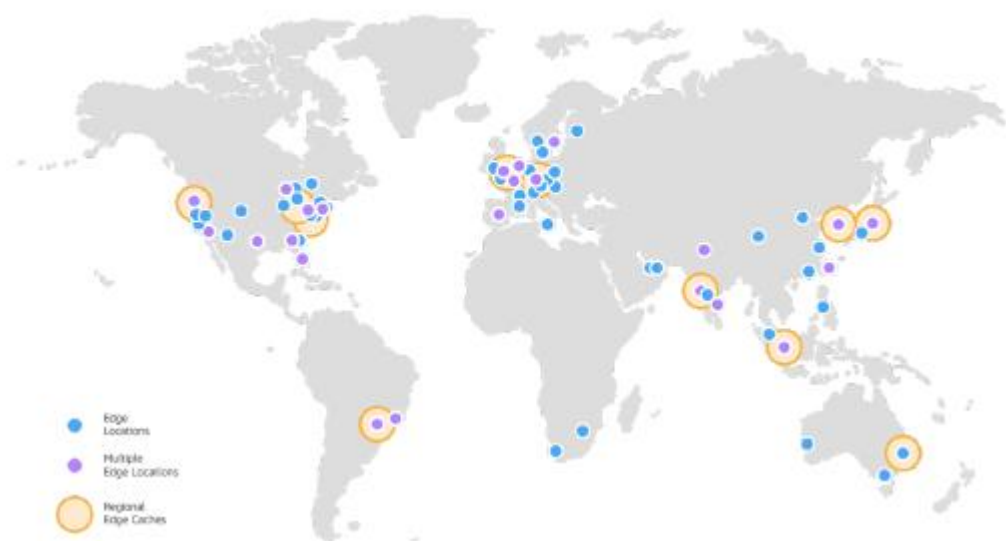 Edge
Locations
Multiple
Edge Locations
Regional
Edge Caches